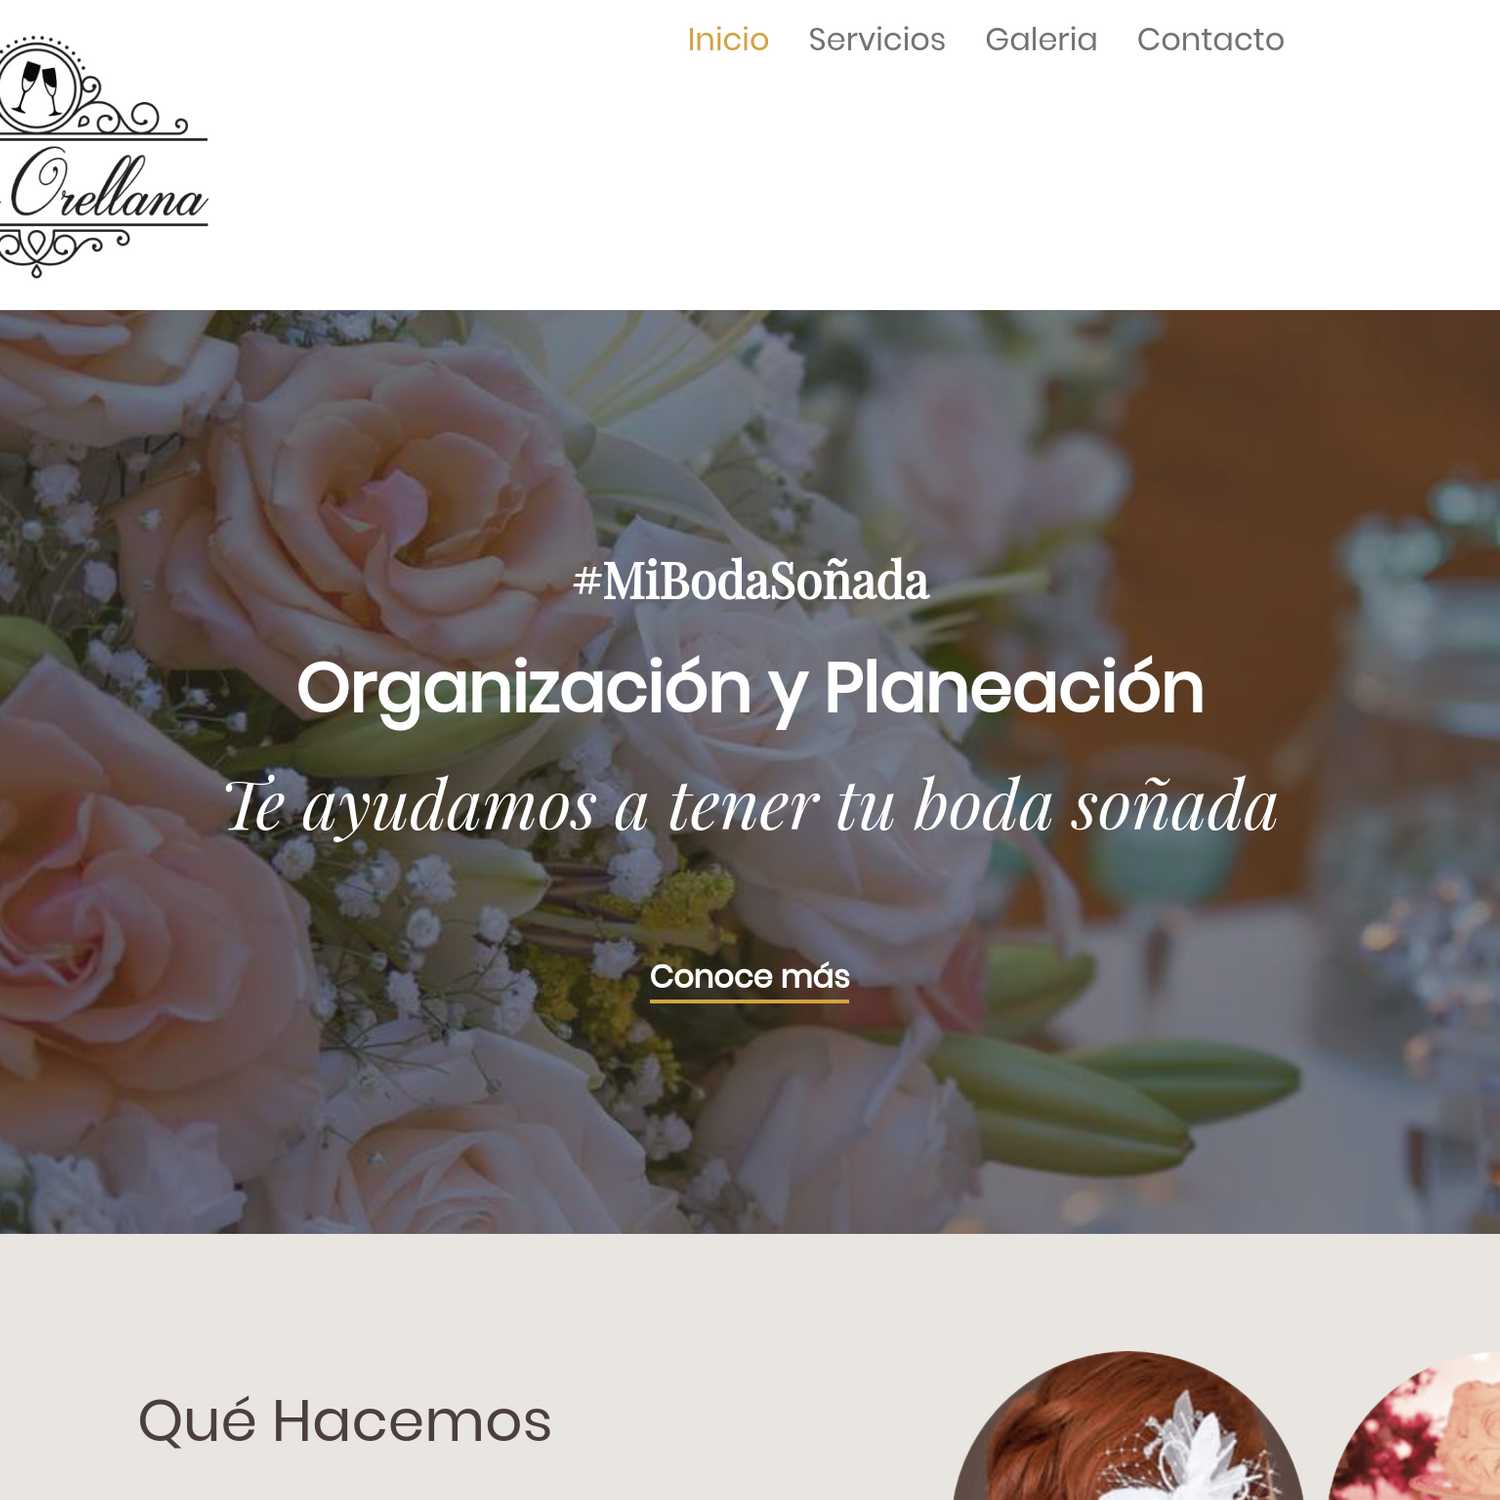 Inicio Servicios Galeria Contacto
Orellana
#MiBodaSoñada
Organización y Planeación
Te ayudamos a tener tu boda soñada
Conoce más
Qué Hacemos